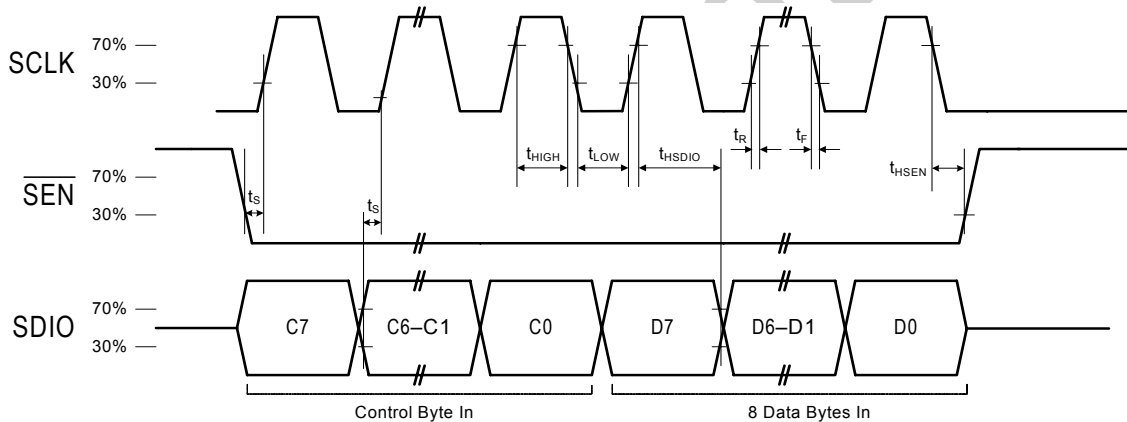 70%
SCLK
30%
tR
tF
tHIGH
tLOW
tHSDIO
tHSEN
70%
SEN
30%
tS
tS
70%
SDIO
30%
C7
C6–C1
C0
D7
D6–D1
D0
Control Byte In
8 Data Bytes In